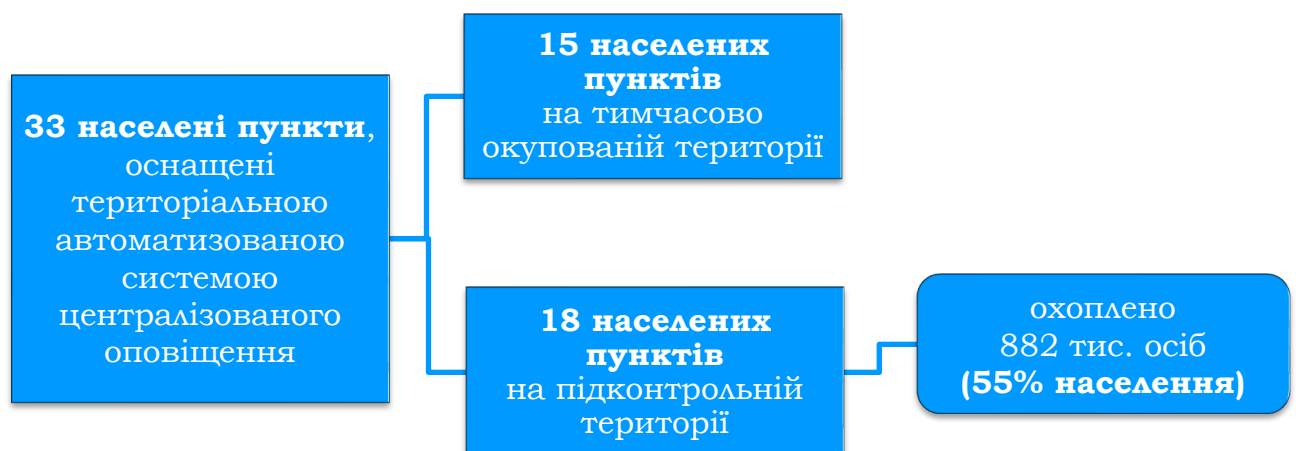 33 населені пункти,
оснащені
територіальною
автоматизованою
системою
централізованого
оповіщення
15 населених
пунктів
на тимчасово
окупованій території
18 населених
пунктів
на підконтрольній
території
охоплено
882 тис. осіб
(55% населення)